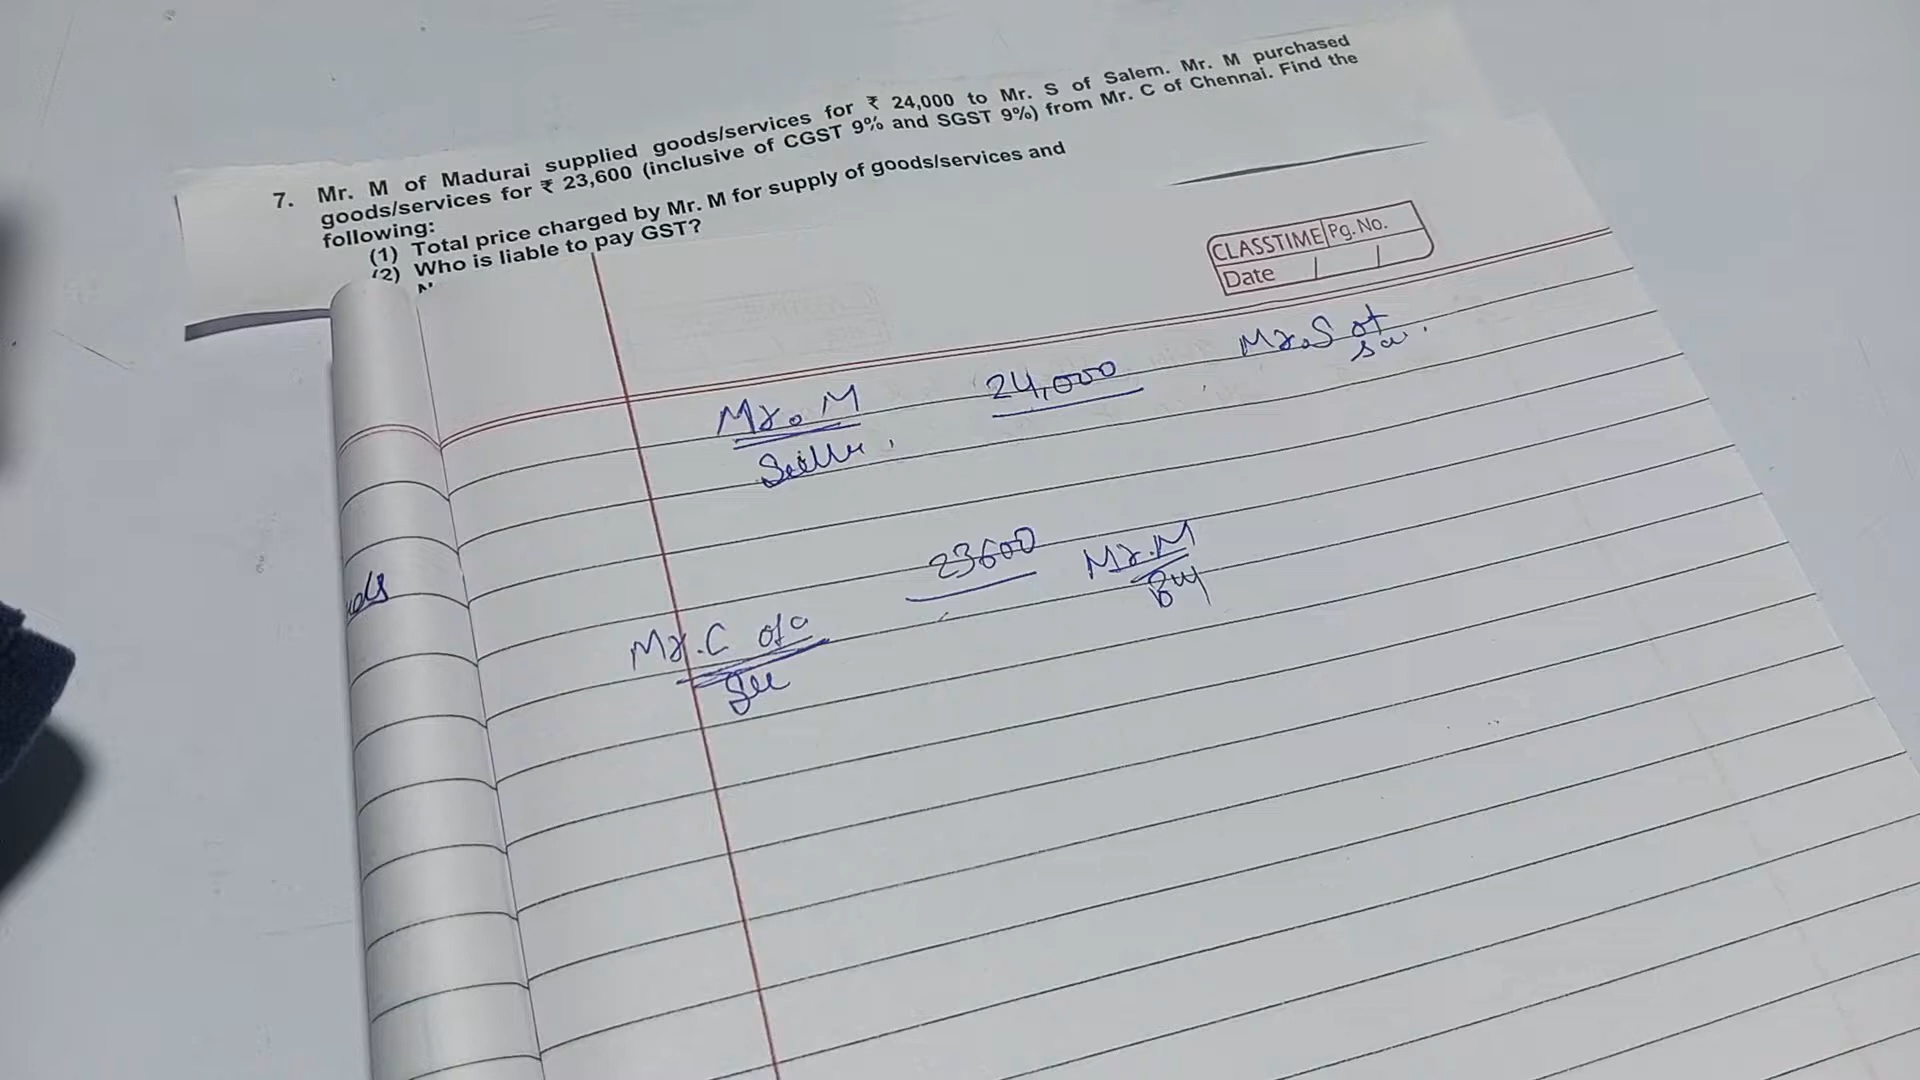 7. Mr. M of Madurai supplied goods/services for ₹ 24,000 to Mr. S of Salem. Mr. M purchased
goods/services for ₹ 23,600 (inclusive of CGST 9% and SGST 9%) from Mr. C of Chennai. Find the
following:
(1) Total price charged by Mr. M for supply of goods/services and
(2) Who is liable to pay GST?
CLASSTIME Pg. No.
Date / /
Mr. M 24,000 Mr. S of
23600 Mr. M
Buy
Mr. C of c